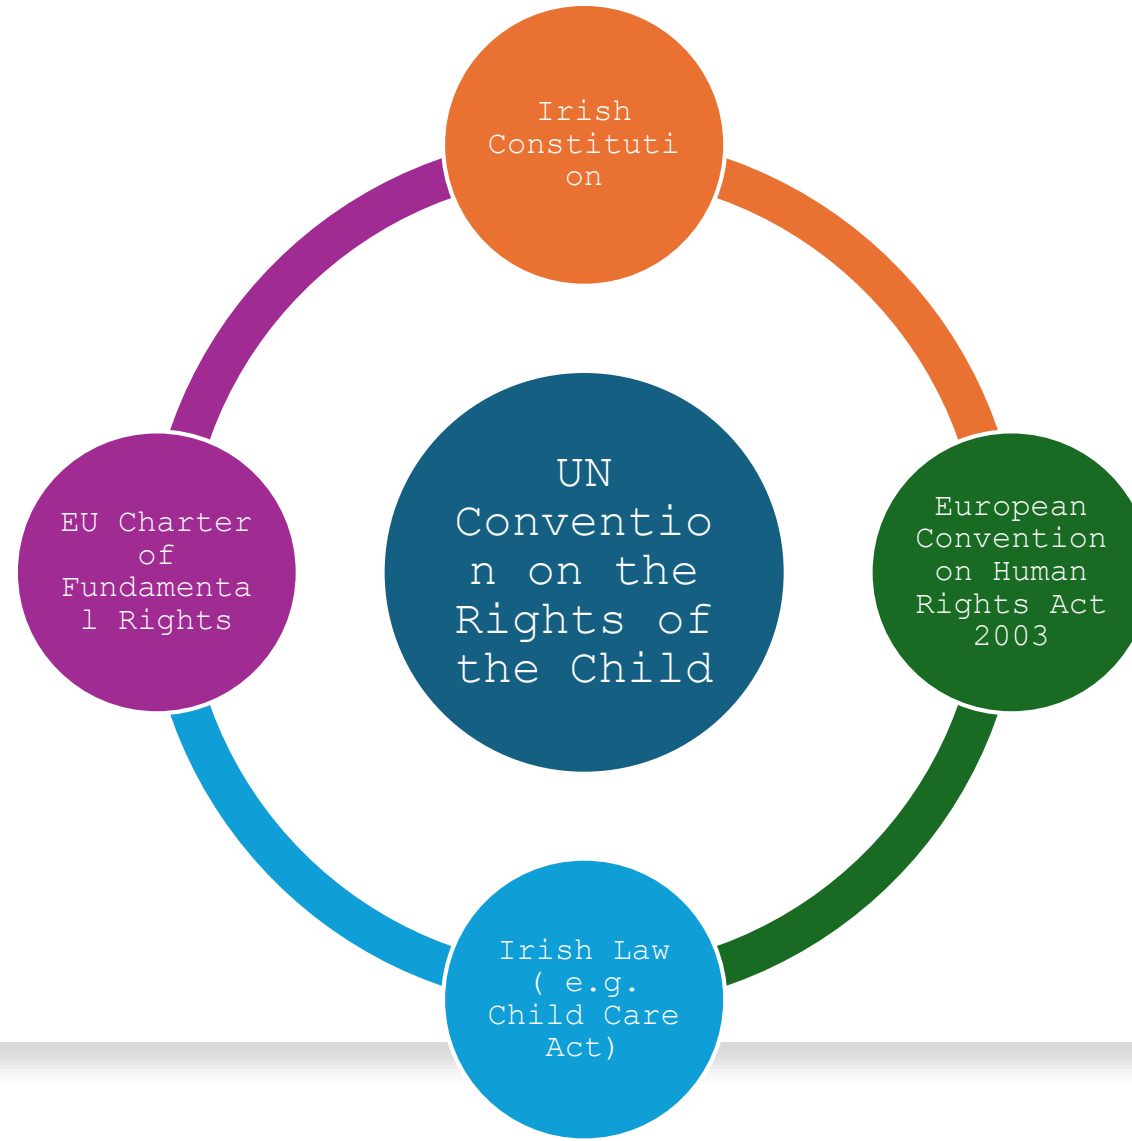 Irish
Constituti
on
UN
Conventio
n on the
Rights of
the Child
EU Charter
of
Fundamenta
l Rights
European
Convention
on Human
Rights Act
2003
Irish Law
( e.g.
Child Care
Act)